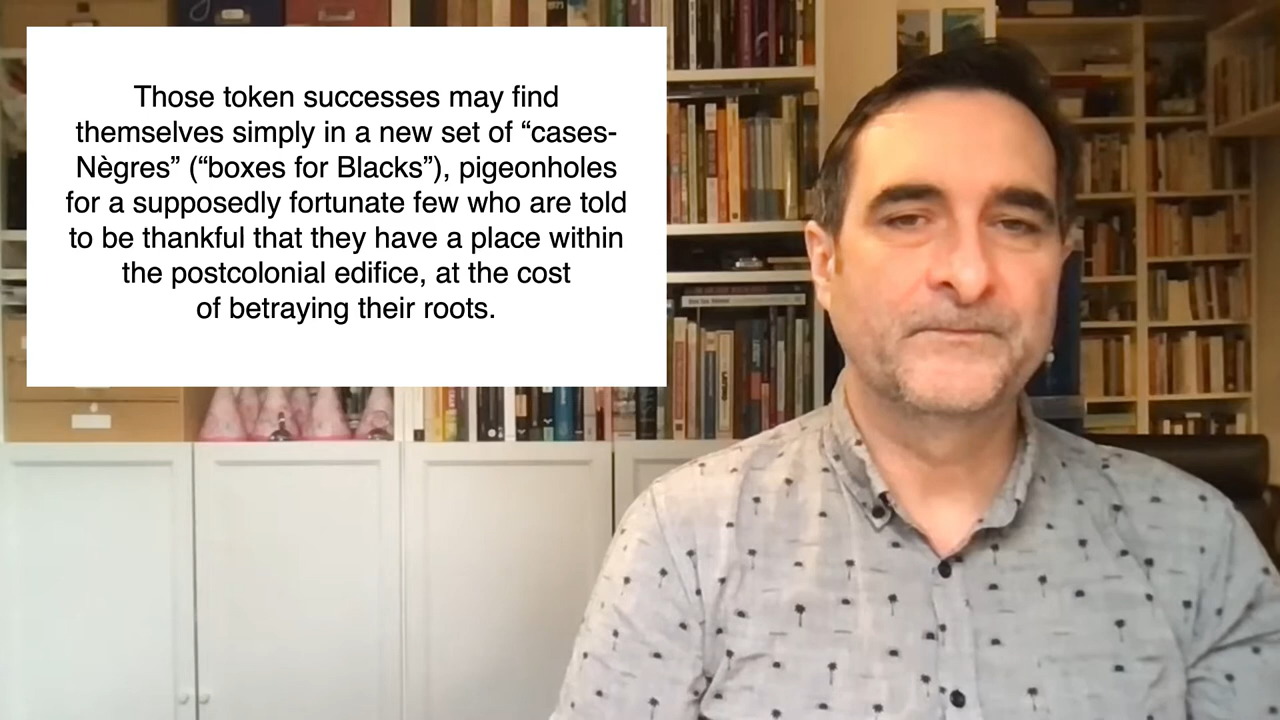 Those token successes may find
themselves simply in a new set of “cases-
Nègres” (“boxes for Blacks”), pigeonholes
for a supposedly fortunate few who are told
to be thankful that they have a place within
the postcolonial edifice, at the cost
of betraying their roots.